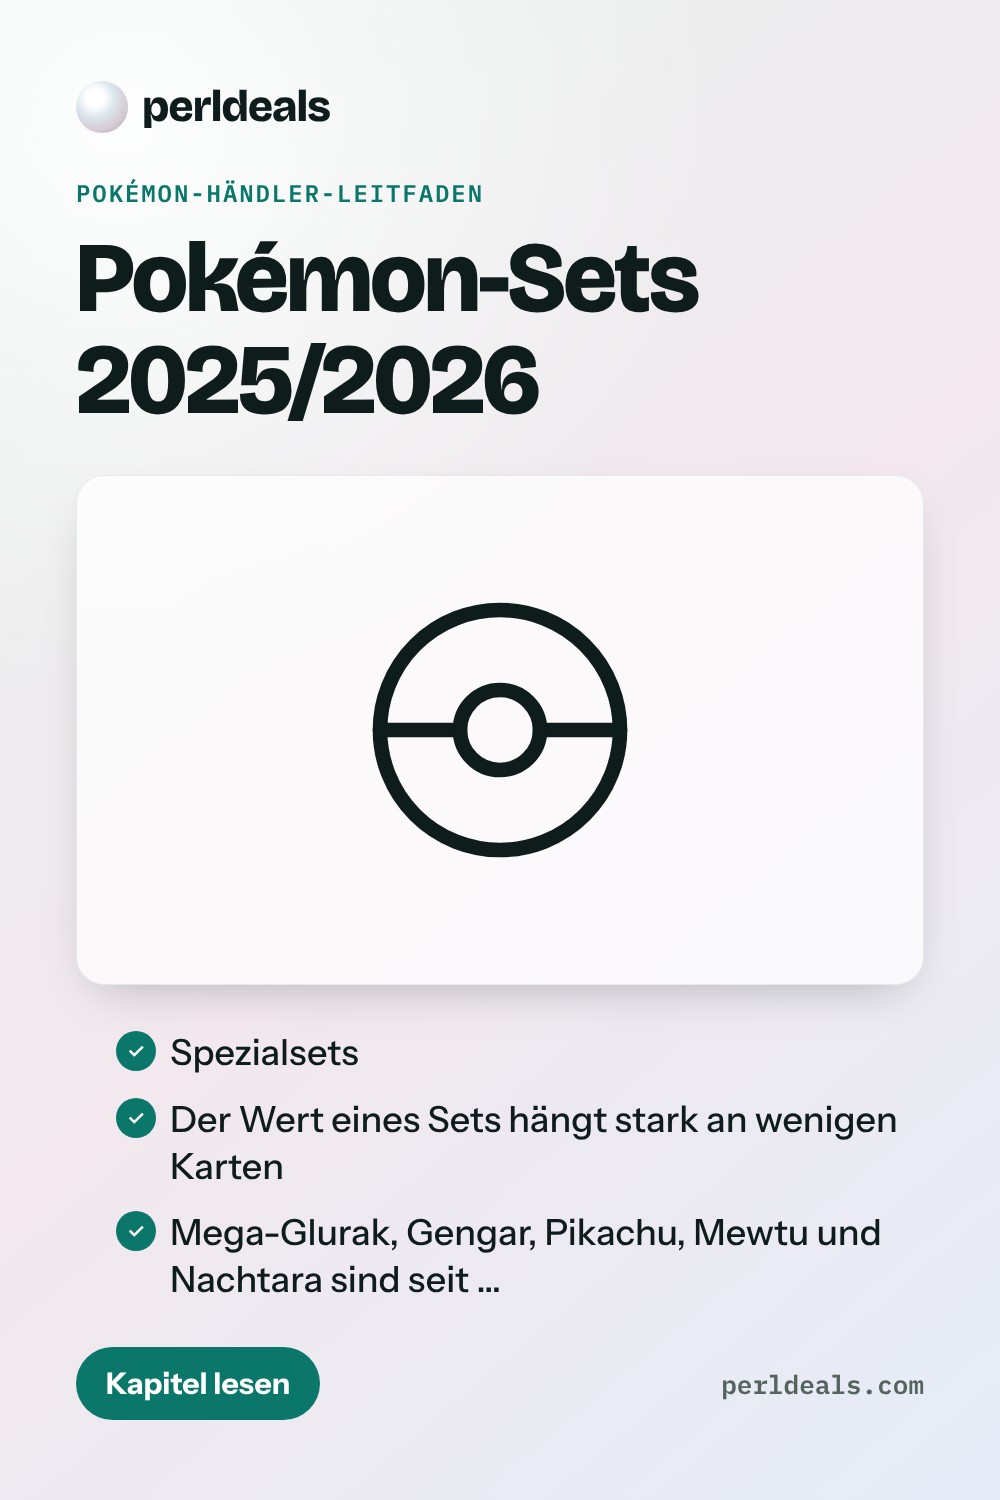 perldeals
POKÉMON-HÄNDLER-LEITFADEN
Pokémon-Sets
2025/2026
Spezialsets
Der Wert eines Sets hängt stark an wenigen
Karten
Mega-Glurak, Gengar, Pikachu, Mewtu und
Nachtara sind seit ...
Kapitel lesen
perldeals.com